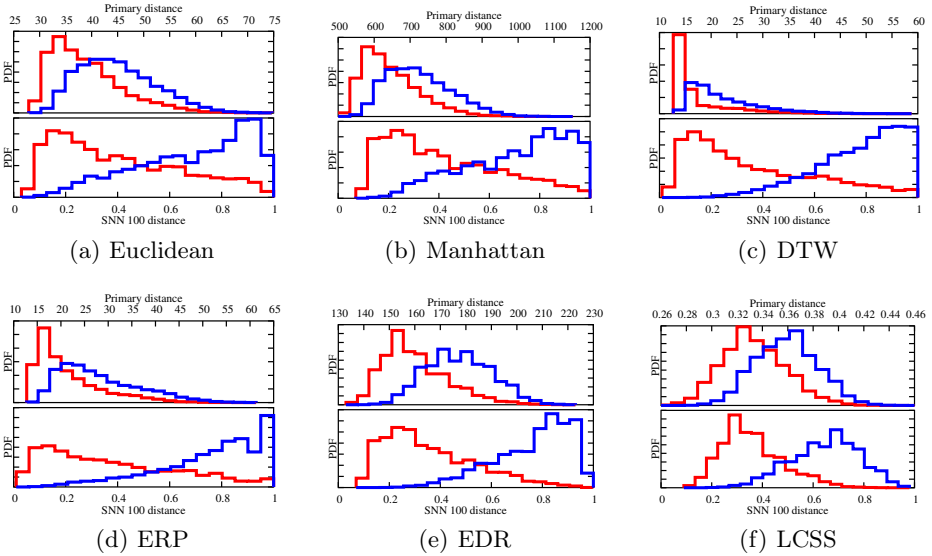 Primary distance
25 30 35 40 45 50 55 60 65 70 75
PDF
PDF
0.2 0.4 0.6 0.8 1
SNN 100 distance
(a) Euclidean
Primary distance
500 600 700 800 900 1000 1100 1200
PDF
PDF
0 0.2 0.4 0.6 0.8 1
SNN 100 distance
(b) Manhattan
Primary distance
10 15 20 25 30 35 40 45 50 55 60
PDF
PDF
0 0.2 0.4 0.6 0.8 1
SNN 100 distance
(c) DTW
Primary distance
10 15 20 25 30 35 40 45 50 55 60 65
PDF
PDF
0 0.2 0.4 0.6 0.8 1
SNN 100 distance
(d) ERP
Primary distance
130 140 150 160 170 180 190 200 210 220 230
PDF
PDF
0 0.2 0.4 0.6 0.8 1
SNN 100 distance
(e) EDR
Primary distance
0.26 0.28 0.3 0.32 0.34 0.36 0.38 0.4 0.42 0.44 0.46
PDF
PDF
0 0.2 0.4 0.6 0.8 1
SNN 100 distance
(f) LCSS